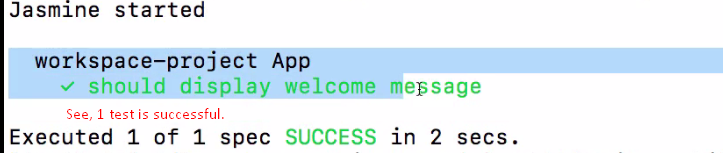 Jasmine started
workspace-project App
✓ should display welcome message
See, 1 test is successful.
Executed 1 of 1 spec SUCCESS in 2 secs.